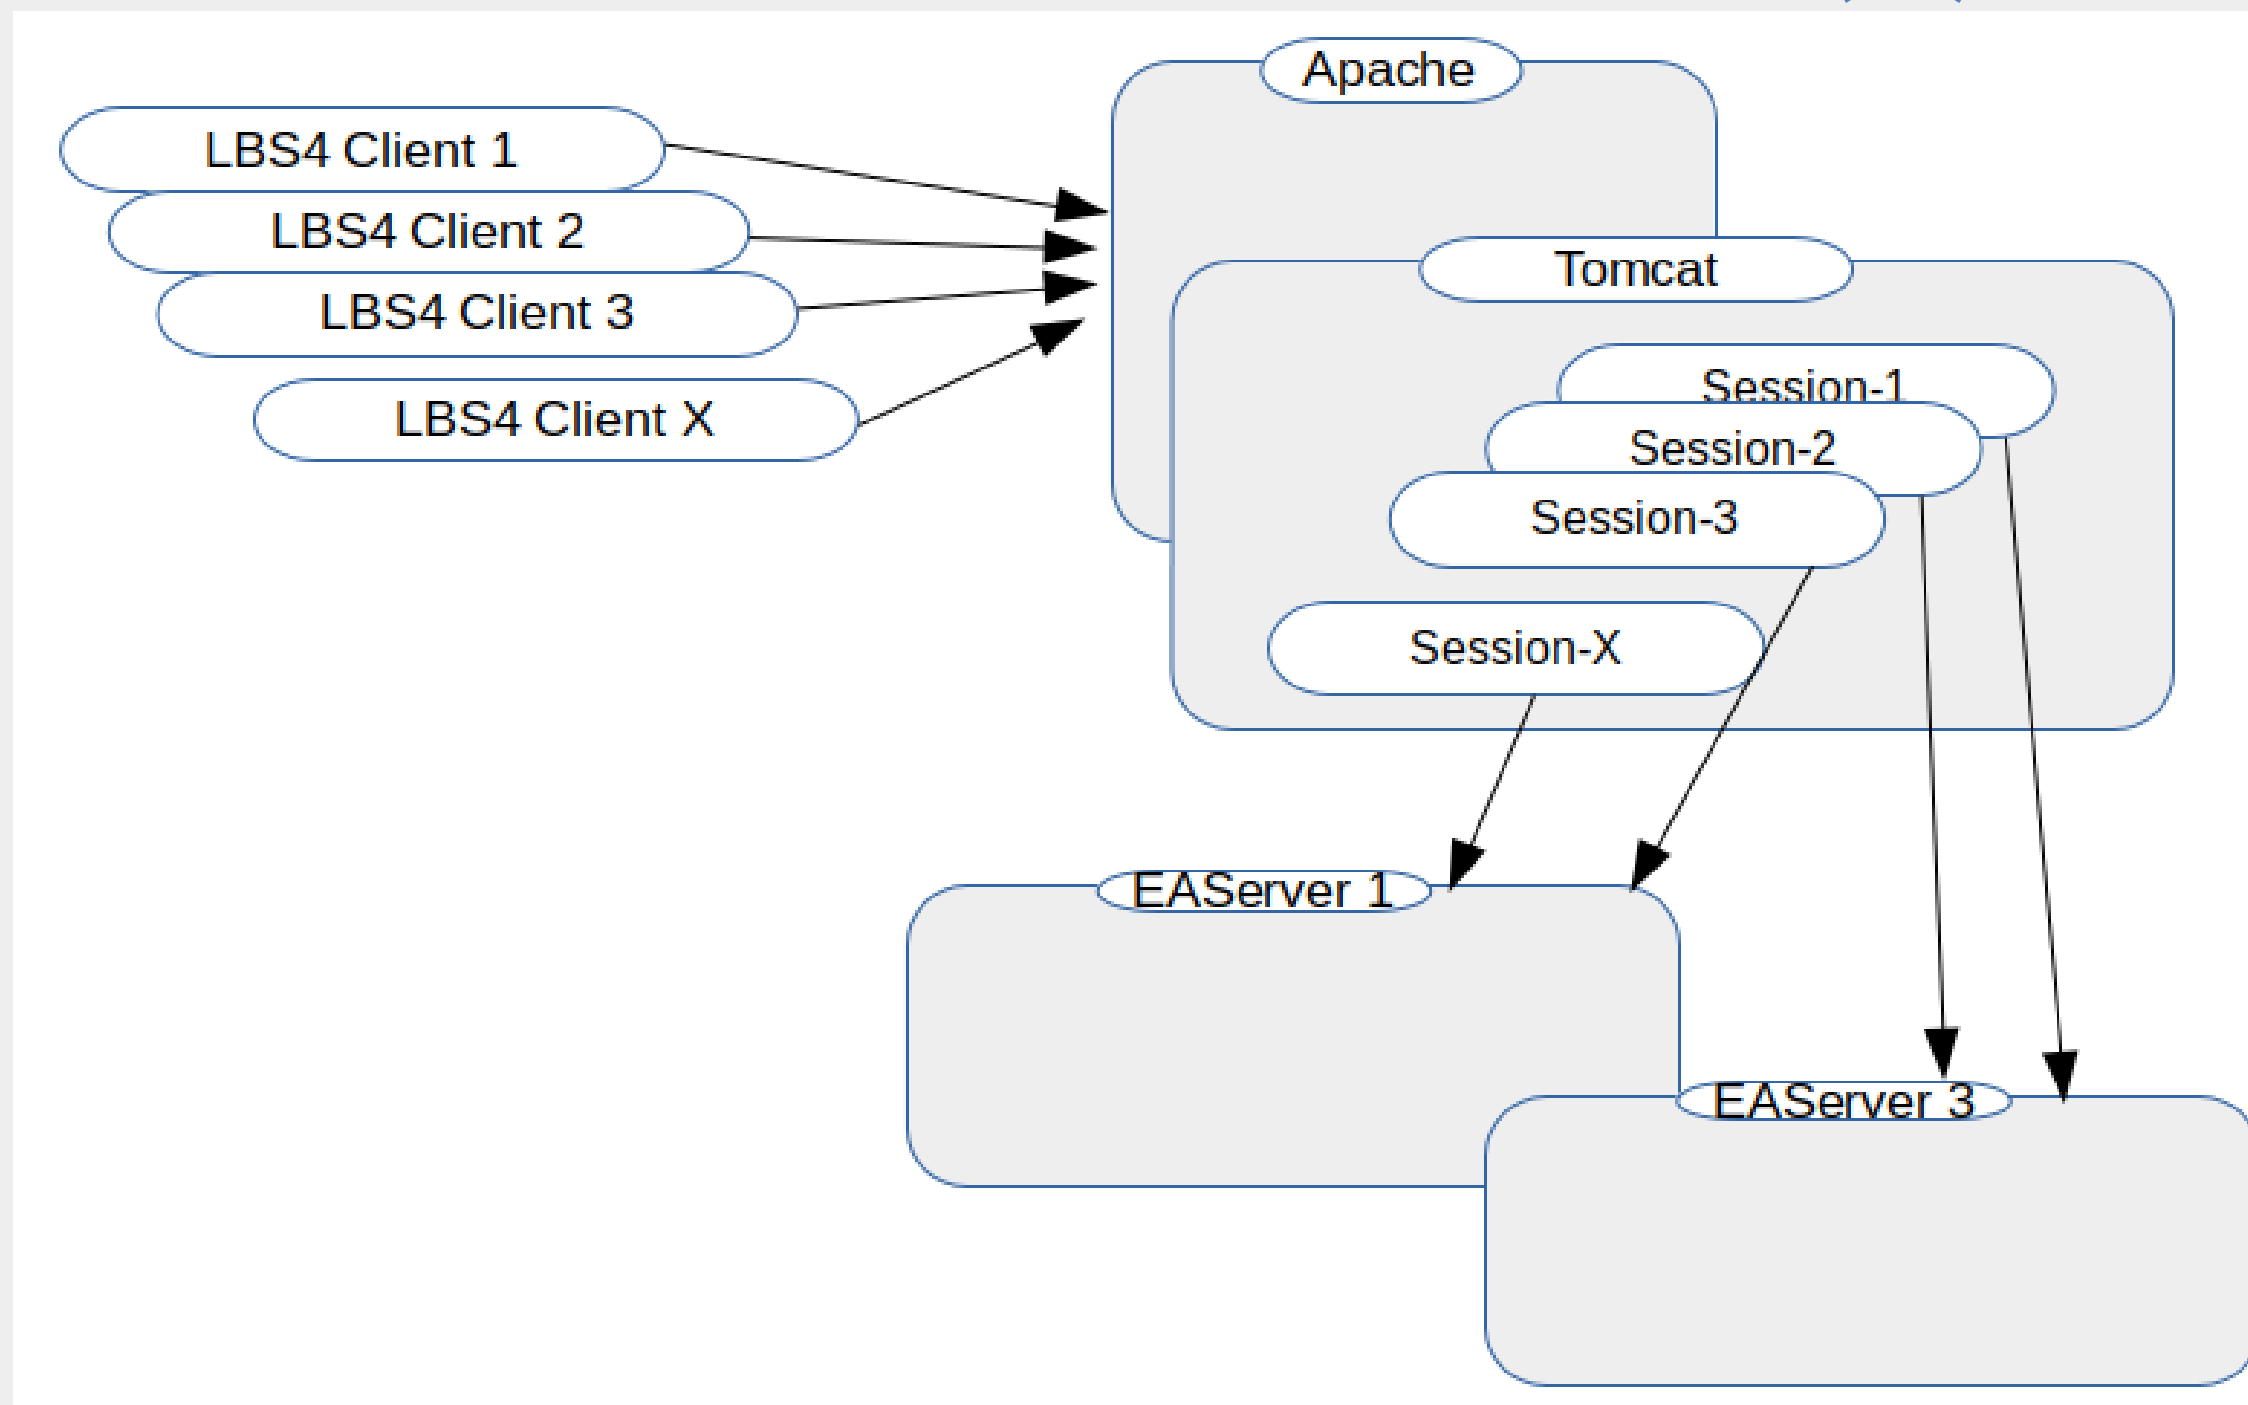 Apache
LBS4 Client 1
LBS4 Client 2
LBS4 Client 3
LBS4 Client X
Tomcat
Session-1
Session-2
Session-3
Session-X
EAServer 1
EAServer 3